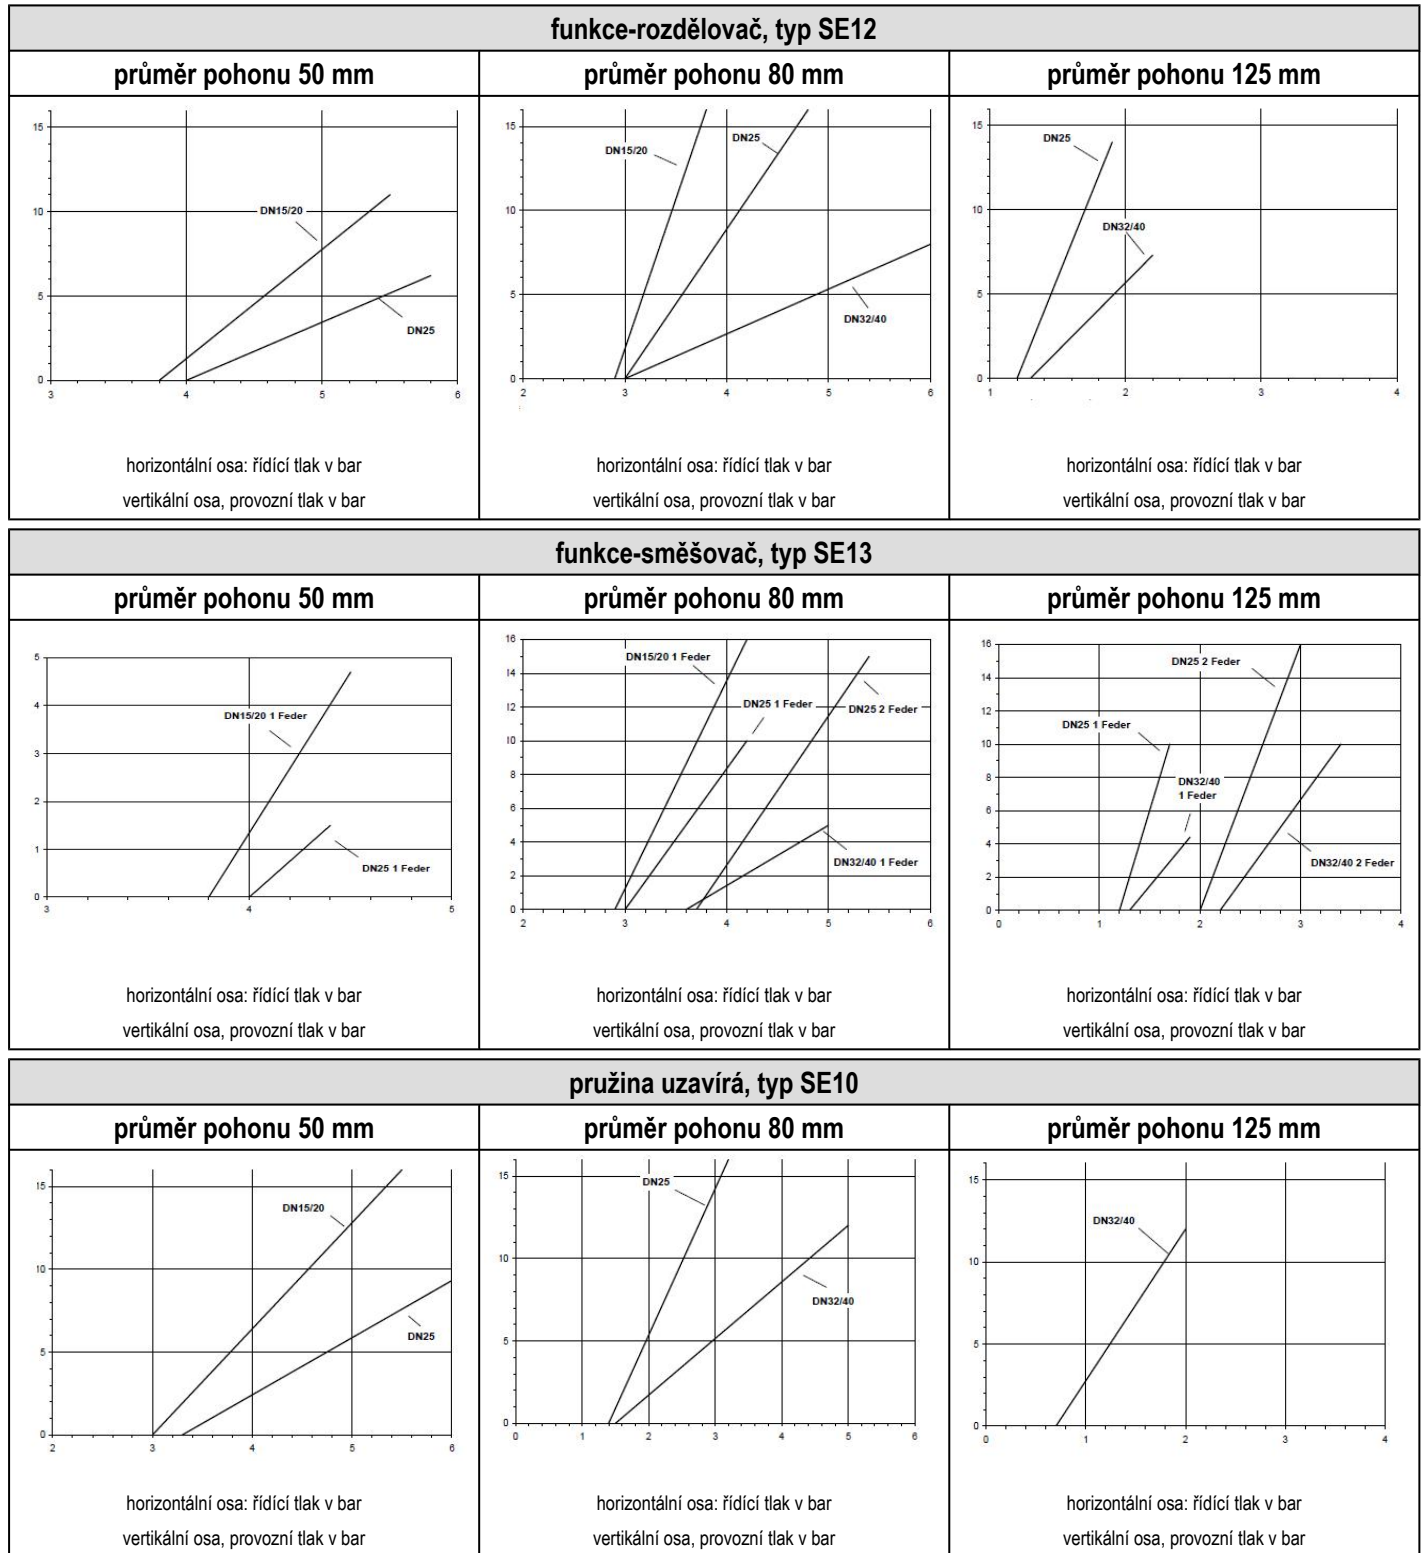 funkce-rozdělovač, typ SE12
průměr pohonu 50 mm
průměr pohonu 80 mm
průměr pohonu 125 mm
15
10
5
0
3
4
5
6
DN15/20
DN25
15
10
5
0
2
3
4
5
6
DN15/20
DN25
DN32/40
15
10
5
0
1
2
3
4
DN25
DN32/40
horizontální osa: řídící tlak v bar
vertikální osa, provozní tlak v bar
horizontální osa: řídící tlak v bar
vertikální osa, provozní tlak v bar
horizontální osa: řídící tlak v bar
vertikální osa, provozní tlak v bar
funkce-směšovač, typ SE13
průměr pohonu 50 mm
průměr pohonu 80 mm
průměr pohonu 125 mm
5
4
3
2
1
0
3
4
5
DN15/20 1 Feder
DN25 1 Feder
16
14
12
10
8
6
4
2
0
2
3
4
5
6
DN15/20 1 Feder
DN25 1 Feder
DN25 2 Feder
DN32/40 1 Feder
16
14
12
10
8
6
4
2
0
0
1
2
3
4
DN25 2 Feder
DN25 1 Feder
DN32/40
1 Feder
DN32/40 2 Feder
horizontální osa: řídící tlak v bar
vertikální osa, provozní tlak v bar
horizontální osa: řídící tlak v bar
vertikální osa, provozní tlak v bar
horizontální osa: řídící tlak v bar
vertikální osa, provozní tlak v bar
pružina uzavírá, typ SE10
průměr pohonu 50 mm
průměr pohonu 80 mm
průměr pohonu 125 mm
15
10
5
0
2
3
4
5
6
DN15/20
DN25
15
10
5
0
0
1
2
3
4
5
6
DN25
DN32/40
15
10
5
0
0
1
2
3
4
DN32/40
horizontální osa: řídící tlak v bar
vertikální osa, provozní tlak v bar
horizontální osa: řídící tlak v bar
vertikální osa, provozní tlak v bar
horizontální osa: řídící tlak v bar
vertikální osa, provozní tlak v bar